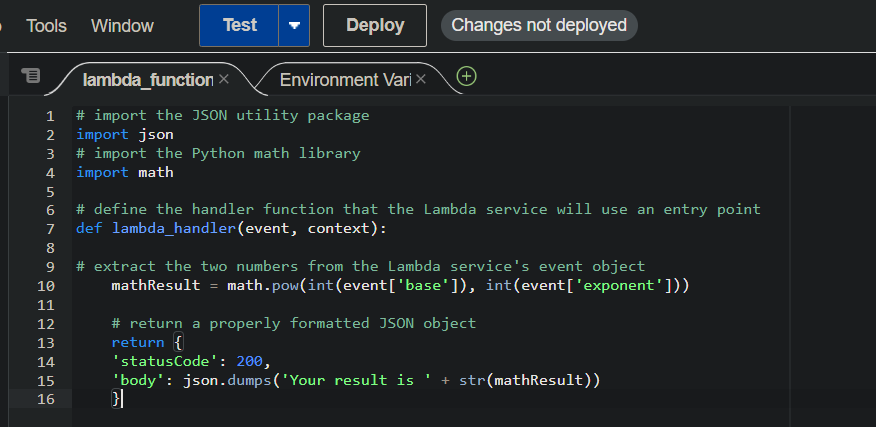 Tools Window Test Deploy Changes not deployed
lambda_function × Environment Vari ×
1 # import the JSON utility package
2 import json
3 # import the Python math library
4 import math
5
6 # define the handler function that the Lambda service will use an entry point
7 def lambda_handler(event, context):
8
9 # extract the two numbers from the Lambda service's event object
10     mathResult = math.pow(int(event['base']), int(event['exponent']))
11
12     # return a properly formatted JSON object
13     return {
14     'statusCode': 200,
15     'body': json.dumps('Your result is ' + str(mathResult))
16     }